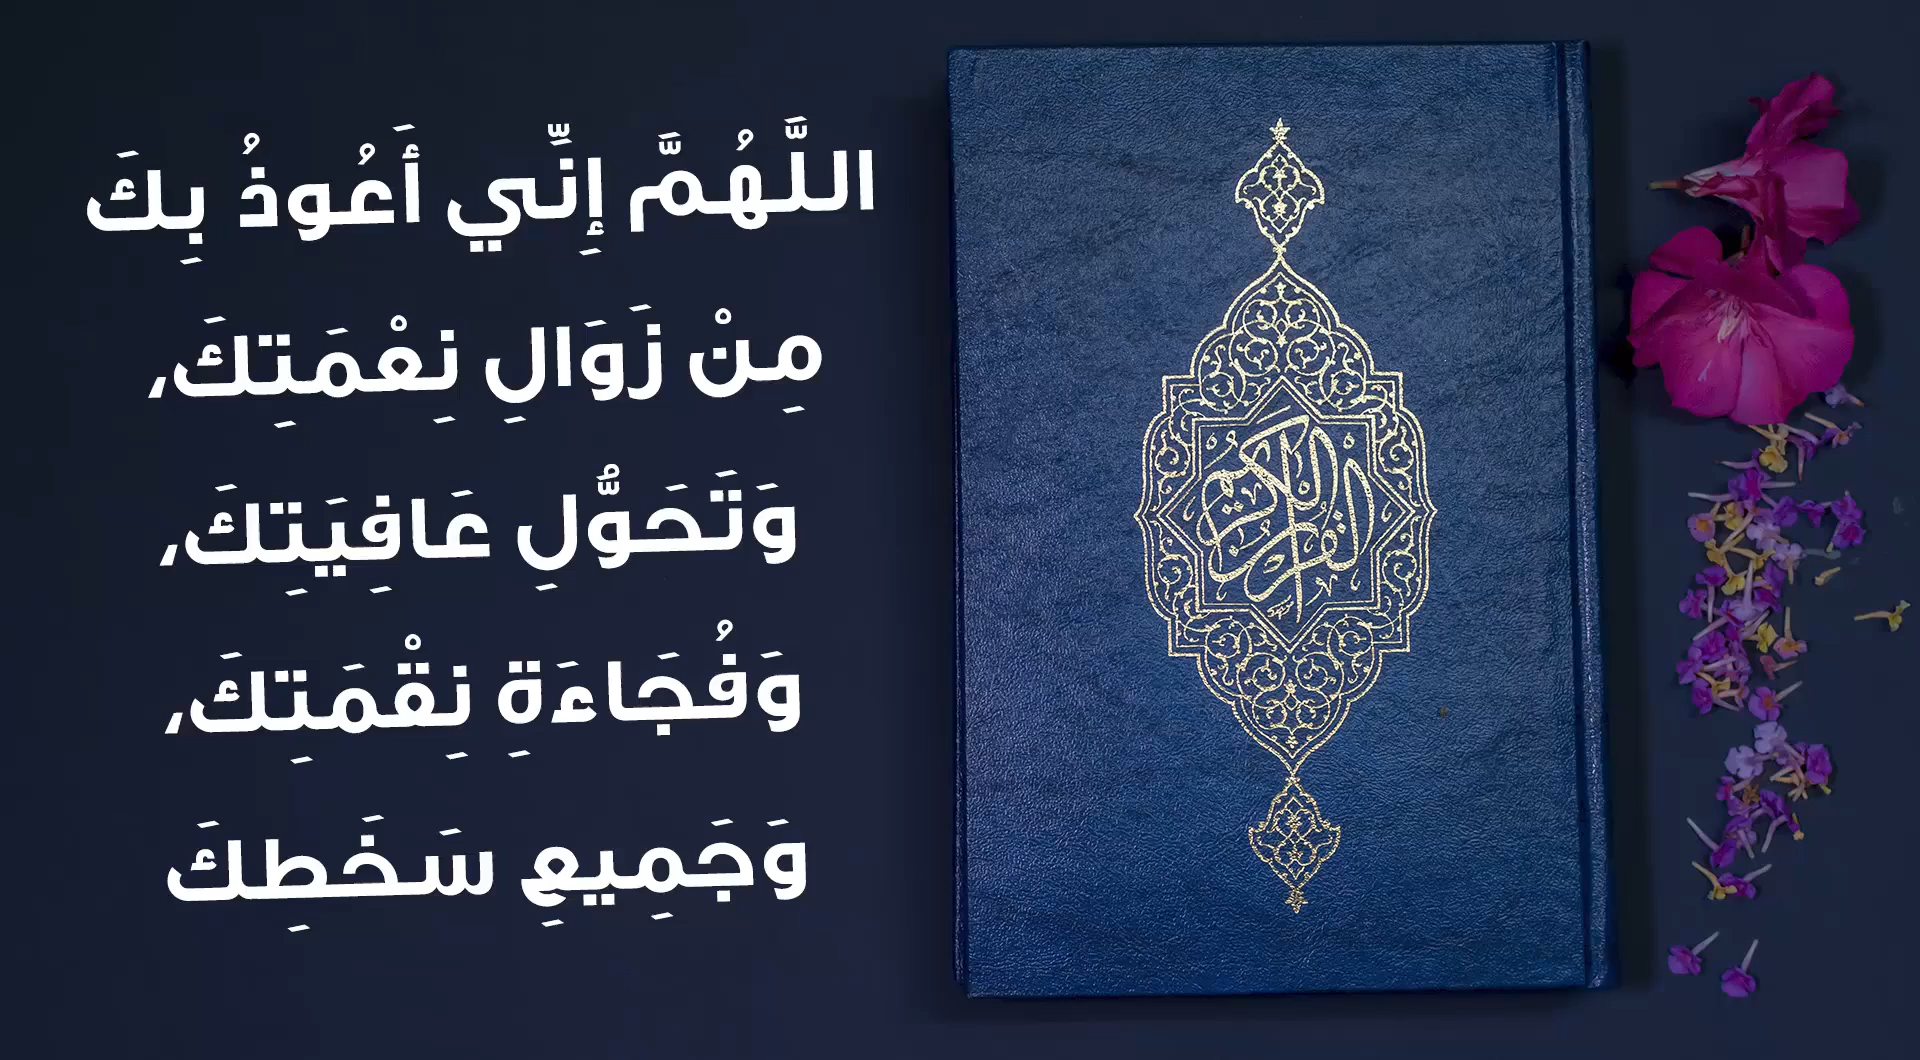 اللَّهُمَّ إِنِّي أَعُوذُ بِكَ
مِنْ زَوَالِ نِعْمَتِكَ،
وَتَحَوُّلِ عَافِيَتِكَ،
وَفُجَاءَةِ نِقْمَتِكَ،
وَجَمِيعِ سَخَطِكَ
القرآن الكريم